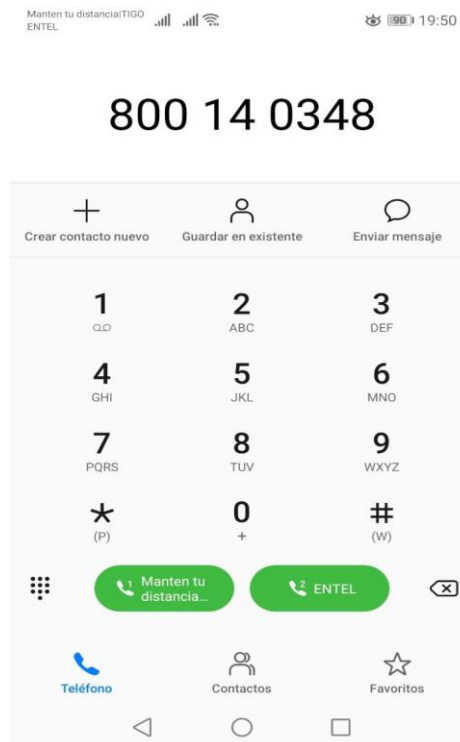 Manten tu distancia|TIGO
ENTEL
90 19:50
800 14 0348
Crear contacto nuevo Guardar en existente Enviar mensaje
1 2 3
ABC DEF
4 5 6
GHI JKL MNO
7 8 9
PQRS TUV WXYZ
* 0 #
(P) + (W)
1 Manten tu
distancia...
2 ENTEL
Teléfono Contactos Favoritos